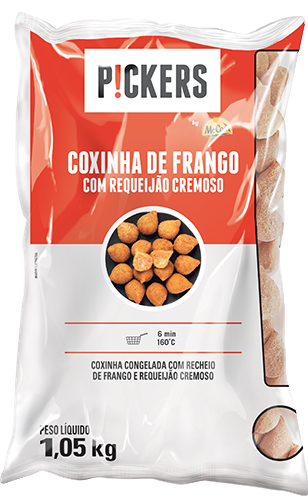 P!CKERS
by McCain
COXINHA DE FRANGO
COM REQUEIJÃO CREMOSO
6 min
160°C
COXINHA CONGELADA COM RECHEIO
DE FRANGO E REQUEIJÃO CREMOSO
PESO LÍQUIDO
1,05 kg